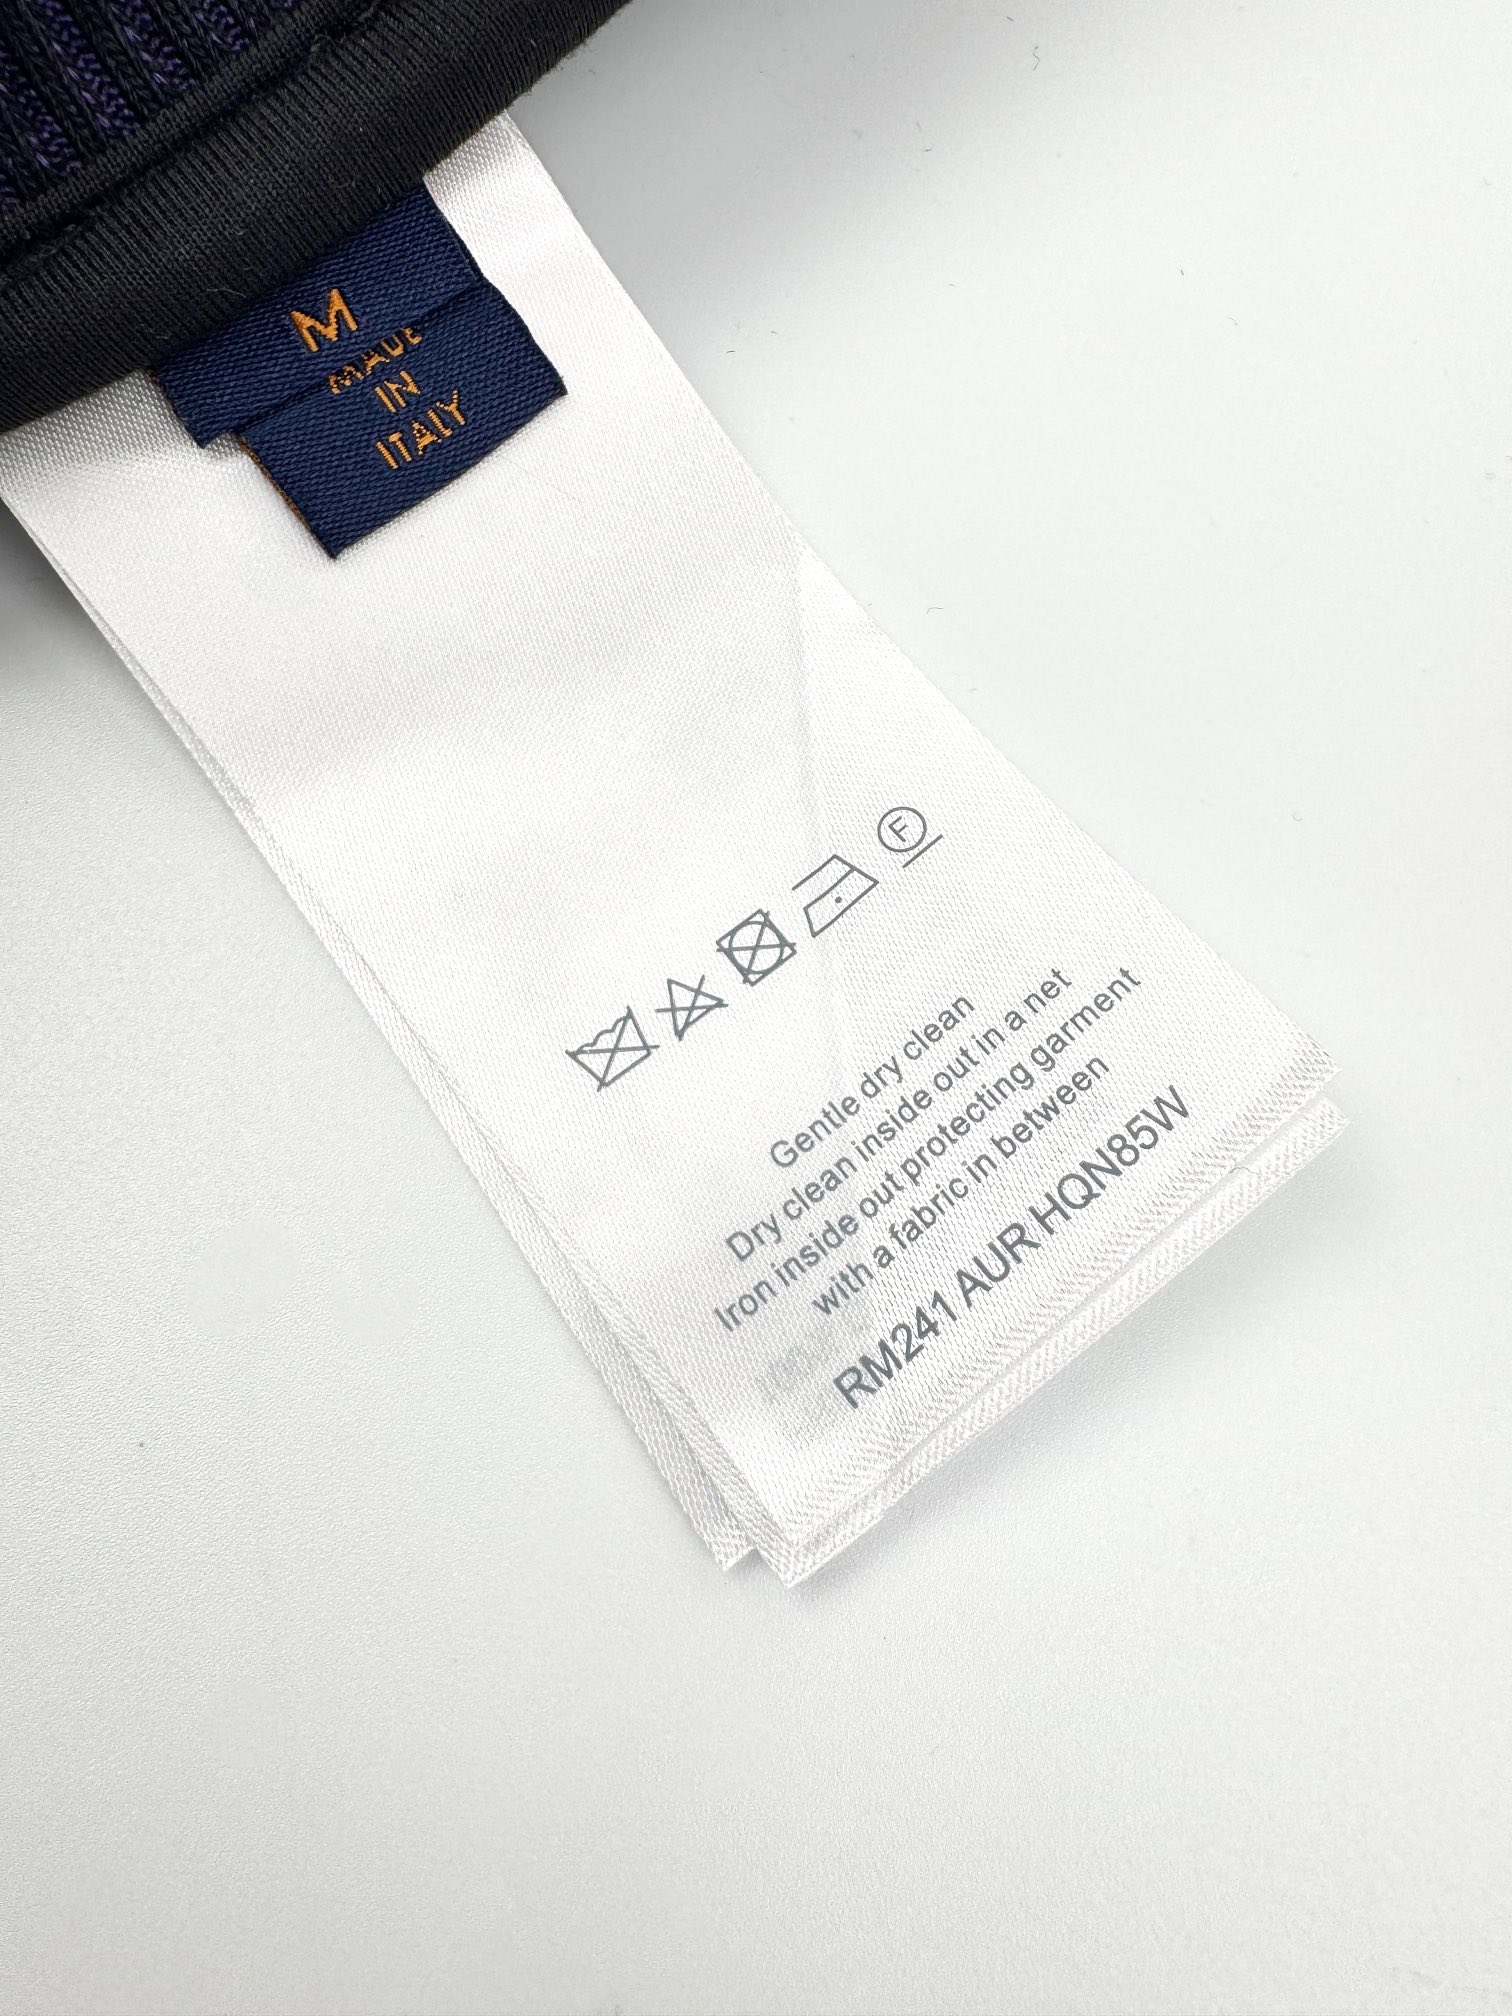 M
MADE
IN
ITALY
F
Gentle dry clean
Dry clean inside out in a net
Iron inside out protecting garment
with a fabric in between
RM241 AUR HQN85W